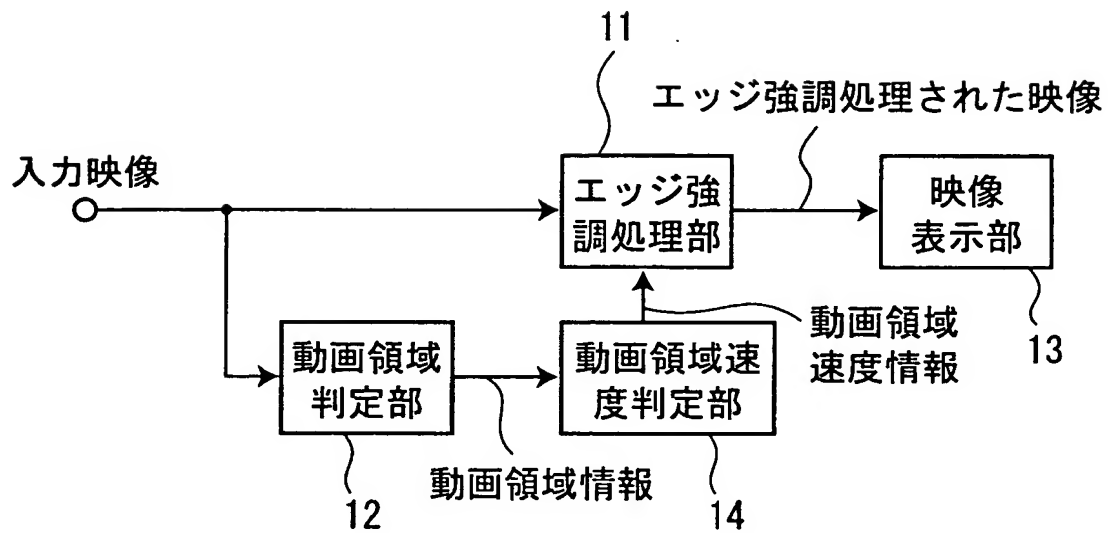 11
エッジ強調処理された映像
入力映像
エッジ強
調処理部
映像
表示部
動画領域
判定部
動画領域速
度判定部
動画領域
速度情報
13
動画領域情報
12
14